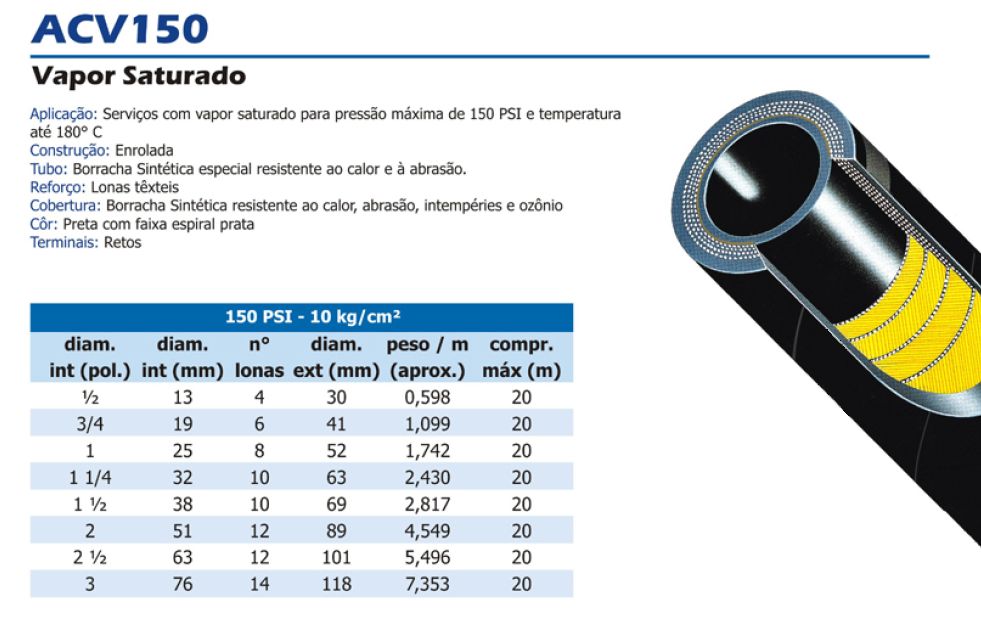 ACV150
Vapor Saturado
Aplicação: Serviços com vapor saturado para pressão máxima de 150 PSI e temperatura
até 180° C
Construção: Enrolada
Tubo: Borracha Sintética especial resistente ao calor e à abrasão.
Reforço: Lonas têxteis
Cobertura: Borracha Sintética resistente ao calor, abrasão, intempéries e ozônio
Côr: Preta com faixa espiral prata
Terminais: Retos
150 PSI - 10 kg/cm²
diam. diam. n° diam. peso / m compr.
int (pol.) int (mm) lonas ext (mm) (aprox.) máx (m)
½ 13 4 30 0,598 20
3/4 19 6 41 1,099 20
1 25 8 52 1,742 20
1 1/4 32 10 63 2,430 20
1 ½ 38 10 69 2,817 20
2 51 12 89 4,549 20
2 ½ 63 12 101 5,496 20
3 76 14 118 7,353 20